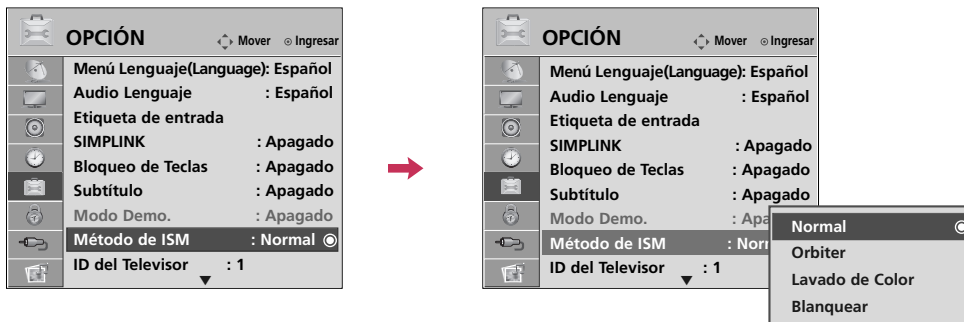 OPCIÓN Mover Ingresar
Menú Lenguaje(Language): Español
Audio Lenguaje : Español
Etiqueta de entrada
SIMPLINK : Apagado
Bloqueo de Teclas : Apagado
Subtítulo : Apagado
Modo Demo. : Apagado
Método de ISM : Normal
ID del Televisor : 1
OPCIÓN Mover Ingresar
Menú Lenguaje(Language): Español
Audio Lenguaje : Español
Etiqueta de entrada
SIMPLINK : Apagado
Bloqueo de Teclas : Apagado
Subtítulo : Apagado
Modo Demo. : Apa
Método de ISM : Nor
ID del Televisor : 1
Normal
Orbiter
Lavado de Color
Blanquear